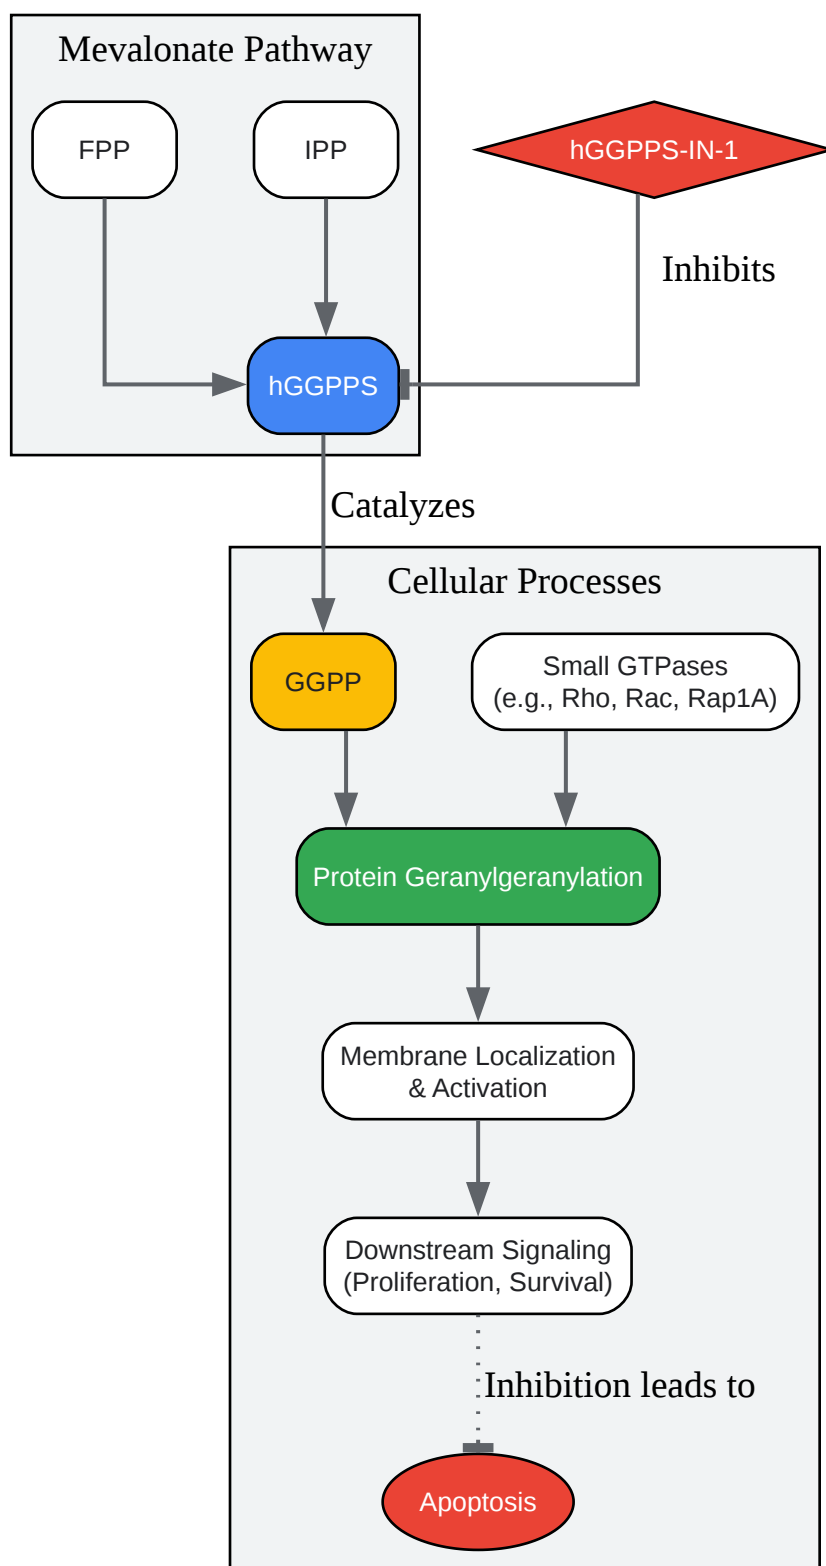 Mevalonate Pathway
FPP
IPP
hGGPPS-IN-1
Inhibits
hGGPPS
Catalyzes
Cellular Processes
GGPP
Small GTPases
(e.g., Rho, Rac, Rap1A)
Protein Geranylgeranylation
Membrane Localization
& Activation
Downstream Signaling
(Proliferation, Survival)
Inhibition leads to
Apoptosis